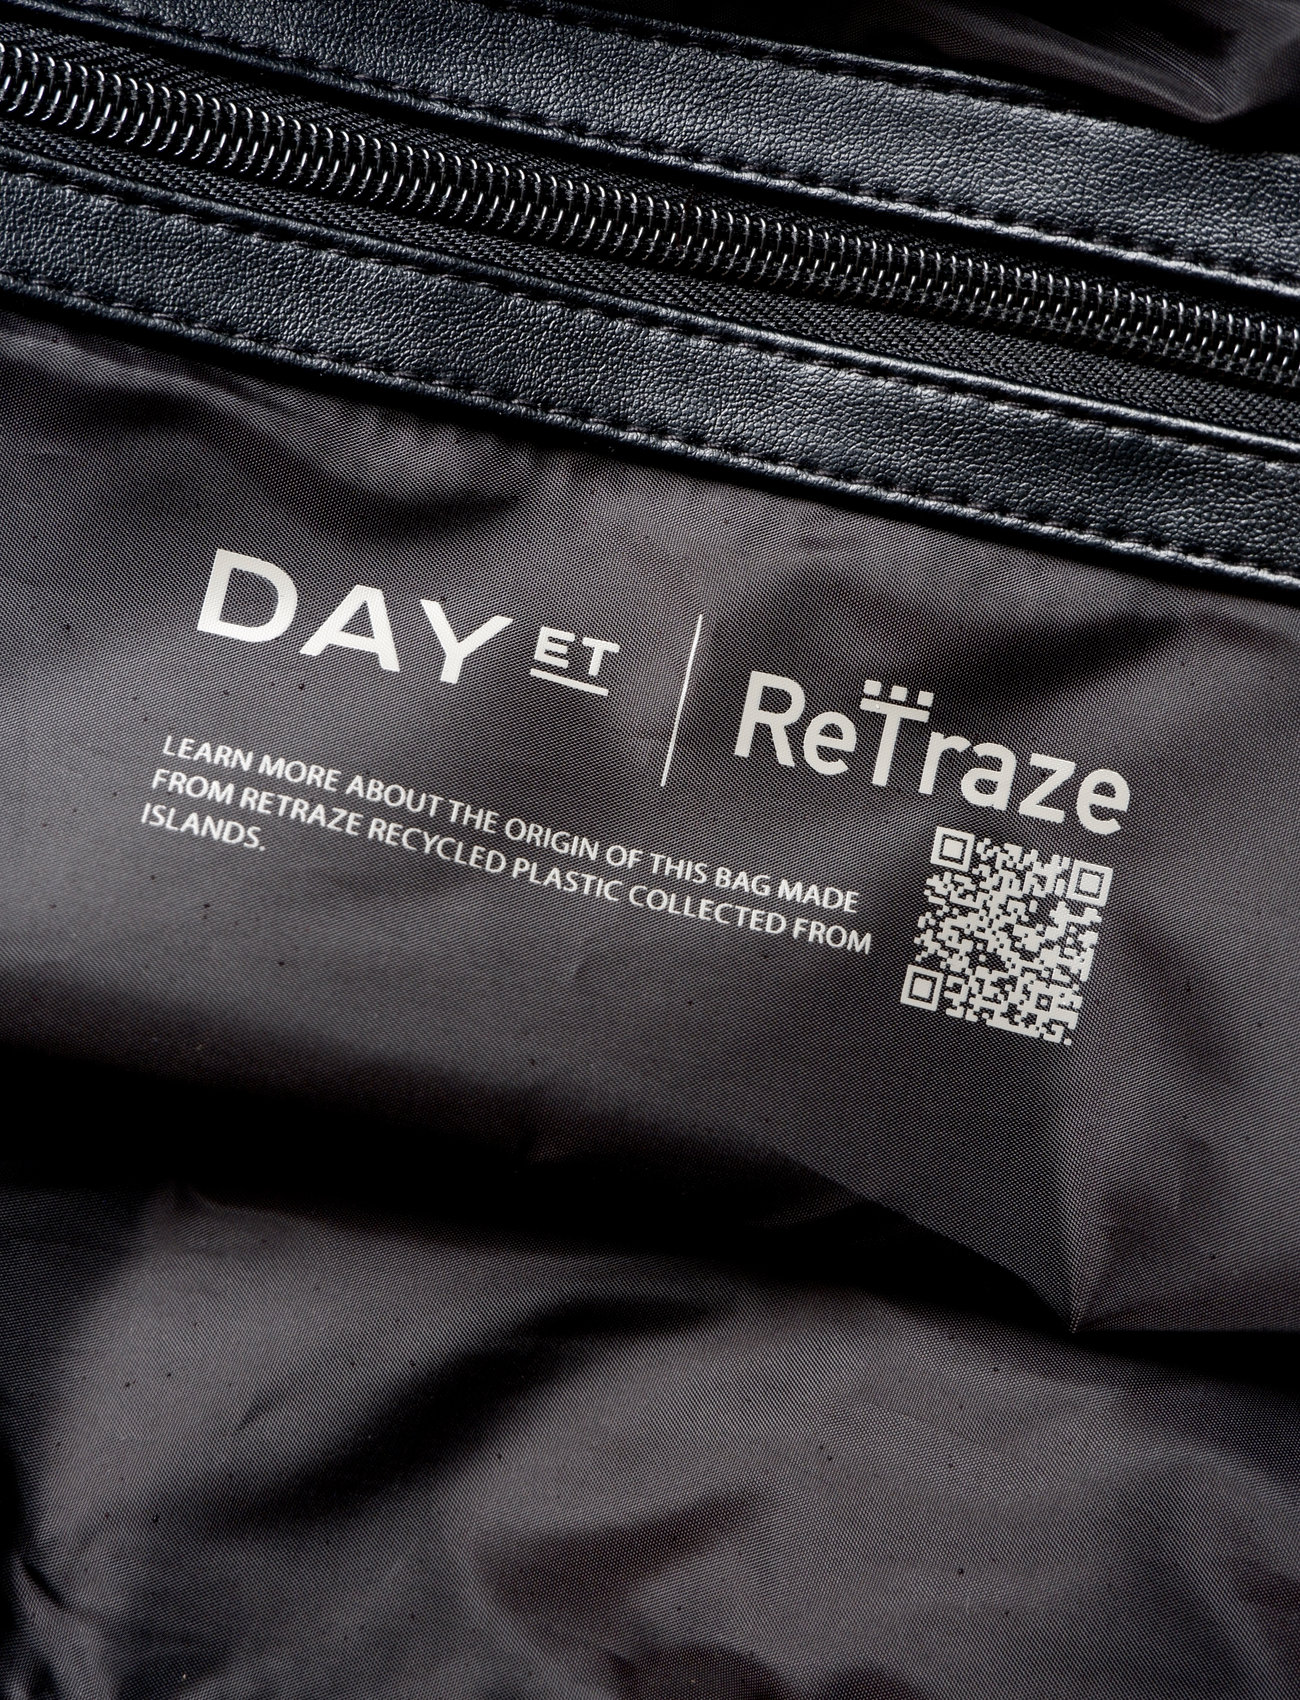 DAY ET
ReTraze
LEARN MORE ABOUT THE ORIGIN OF THIS BAG MADE
FROM RETRAZE RECYCLED PLASTIC COLLECTED FROM
ISLANDS.